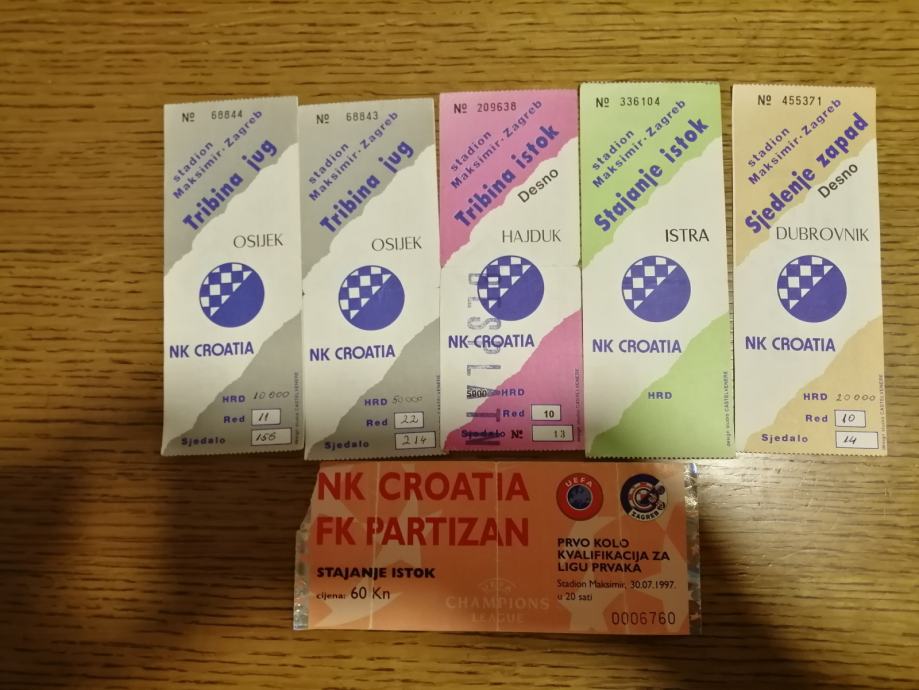 № 68844
stadion
Maksimir-Zagreb
Tribina jug
OSIJEK
NK CROATIA
HRD 10 000
Red 11
Sjedalo 156
№ 68843
stadion
Maksimir-Zagreb
Tribina jug
OSIJEK
NK CROATIA
HRD 50000
Red 22
Sjedalo 214
№ 209638
stadion
Maksimir-Zagreb
Tribina istok
Desno
HAJDUK
NK CROATIA
5000 HRD
Red 10
Sjedalo № 13
№ 336104
stadion
Maksimir-Zagreb
Stajanje istok
ISTRA
NK CROATIA
HRD
№ 455371
stadion
Maksimir-Zagreb
Sjedenje zapad
Desno
DUBROVNIK
NK CROATIA
HRD 20000
Red 10
Sjedalo 14
NK CROATIA
FK PARTIZAN
STAJANJE ISTOK
cijena: 60 Kn
UEFA
CHAMPIONS
LEAGUE
UEFA
ZAGREB
PRVO KOLO
KVALIFIKACIJA ZA
LIGU PRVAKA
Stadion Maksimir, 30.07.1997.
u 20 sati
0006760